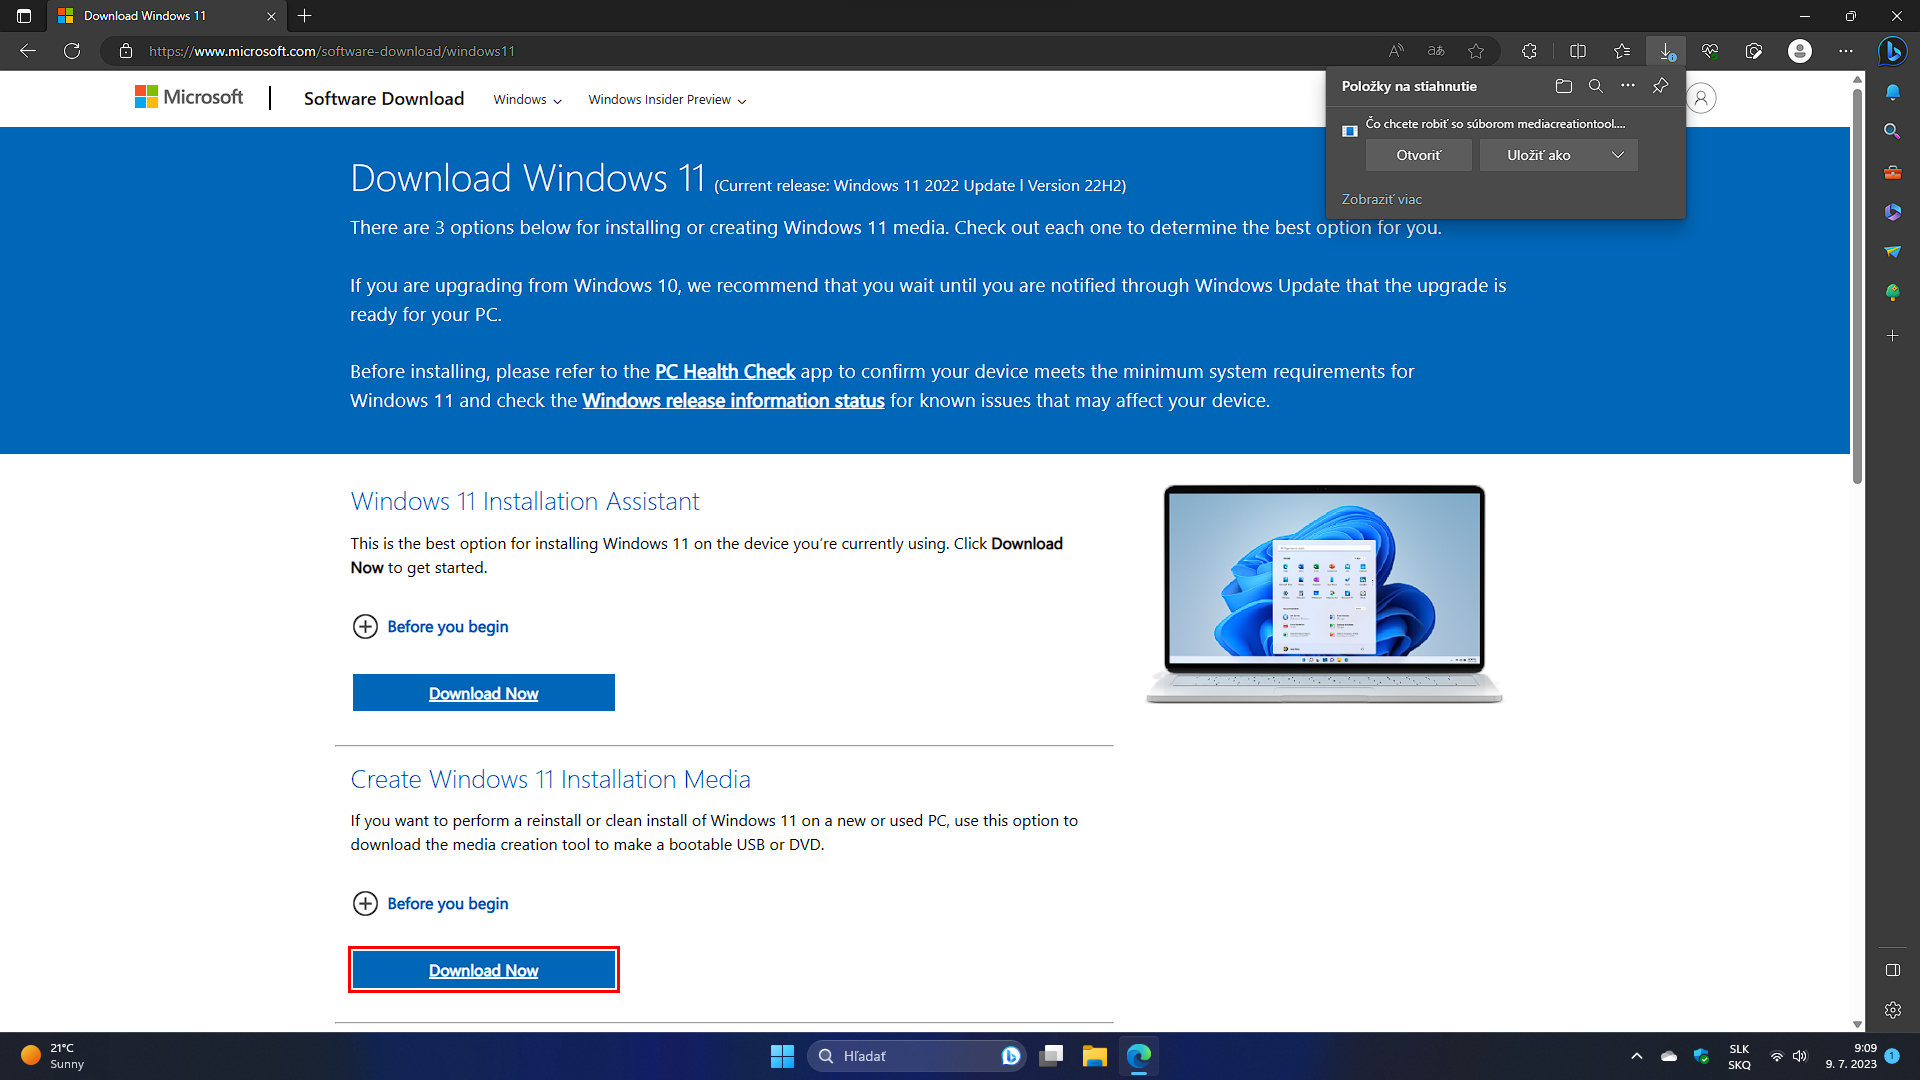 Download Windows 11
https://www.microsoft.com/software-download/windows11
Microsoft
Software Download
Windows
Windows Insider Preview
Položky na stiahnutie
Čo chcete robiť so súborom mediacreationtool....
Otvoriť
Uložiť ako
Zobraziť viac
Download Windows 11 (Current release: Windows 11 2022 Update l Version 22H2)
There are 3 options below for installing or creating Windows 11 media. Check out each one to determine the best option for you.
If you are upgrading from Windows 10, we recommend that you wait until you are notified through Windows Update that the upgrade is
ready for your PC.
Before installing, please refer to the PC Health Check app to confirm your device meets the minimum system requirements for
Windows 11 and check the Windows release information status for known issues that may affect your device.
Windows 11 Installation Assistant
This is the best option for installing Windows 11 on the device you're currently using. Click Download
Now to get started.
Before you begin
Download Now
Create Windows 11 Installation Media
If you want to perform a reinstall or clean install of Windows 11 on a new or used PC, use this option to
download the media creation tool to make a bootable USB or DVD.
Before you begin
Download Now
21°C
Sunny
Hľadať
SLK
SKQ
9:09
9. 7. 2023
1